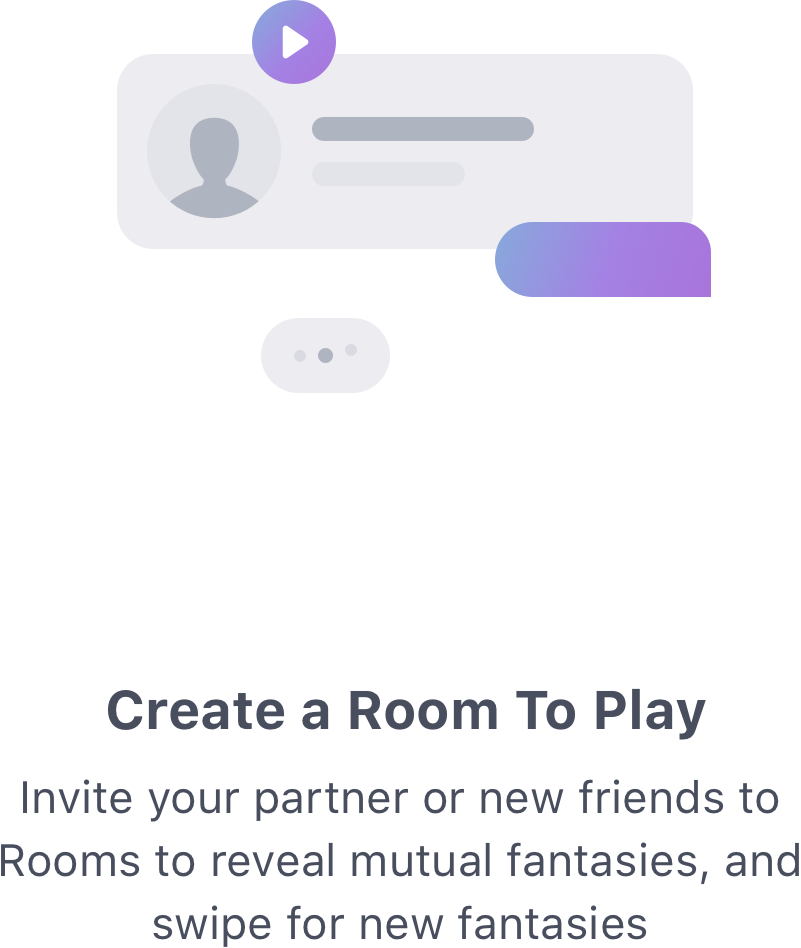 Create a Room To Play
Invite your partner or new friends to
Rooms to reveal mutual fantasies, and
swipe for new fantasies